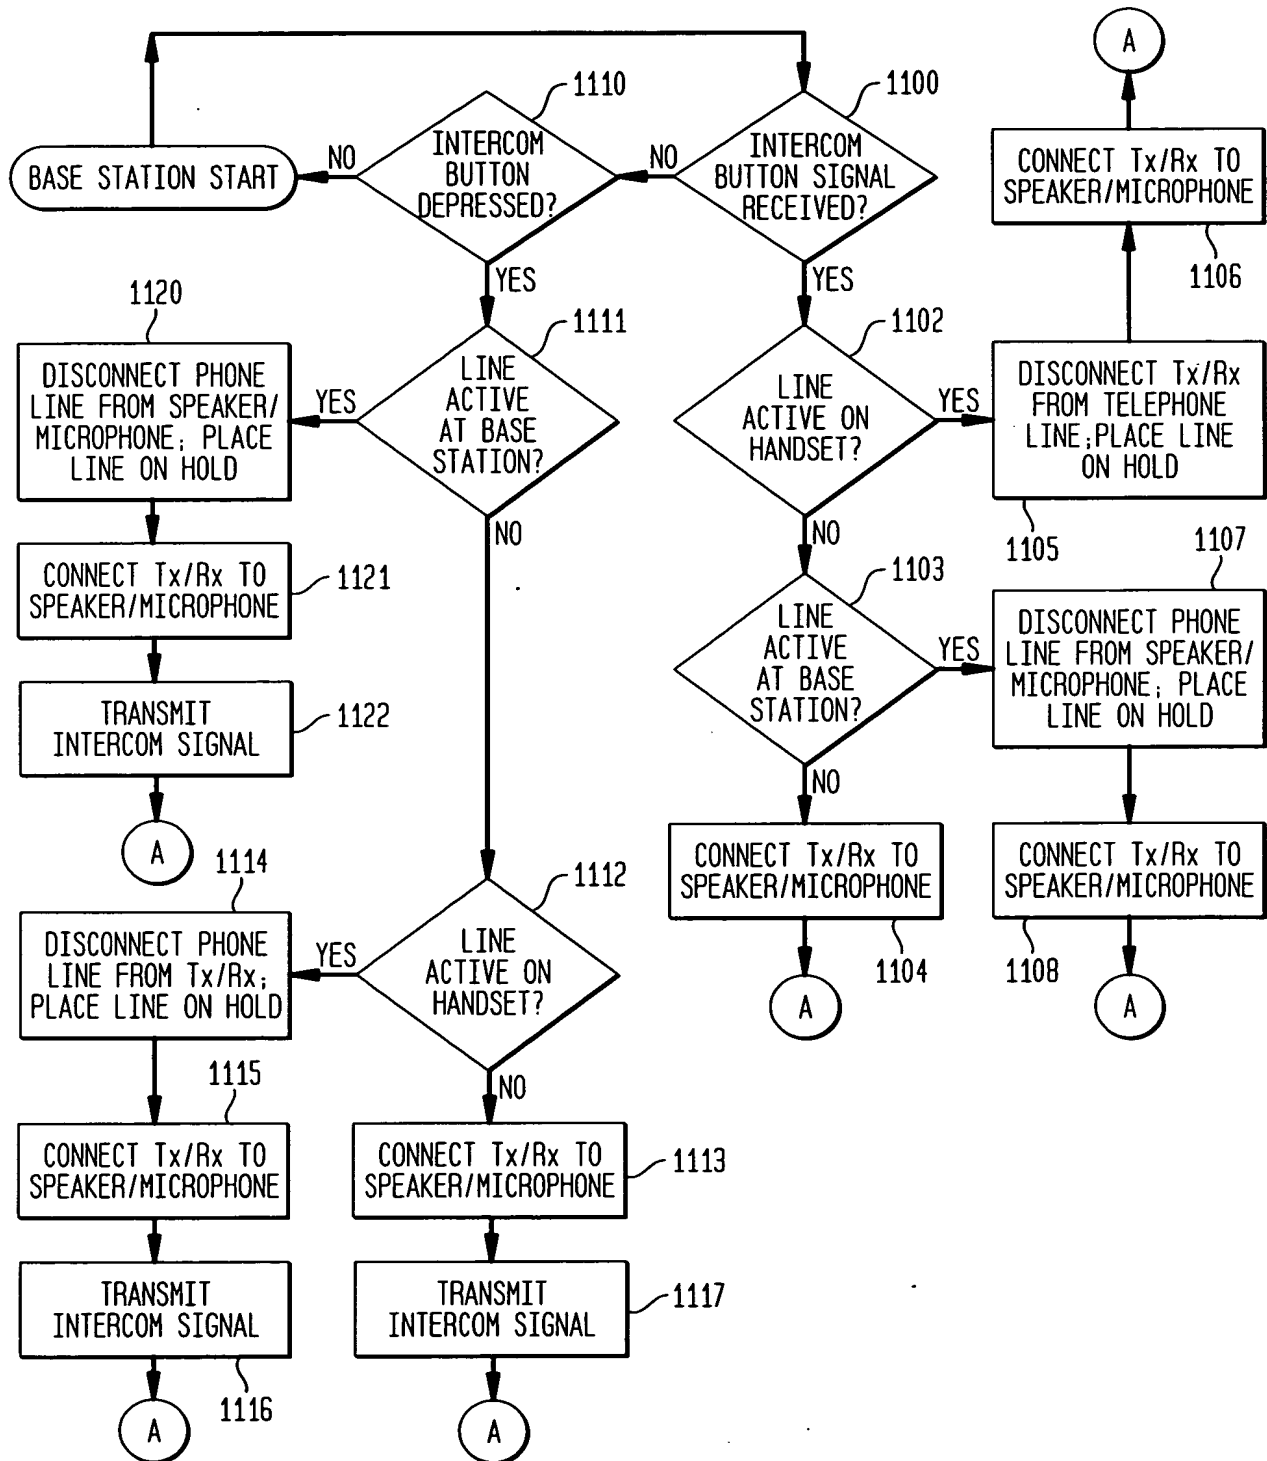 A
1110
1100
BASE STATION START
NO
INTERCOM
BUTTON
DEPRESSED?
NO
INTERCOM
BUTTON SIGNAL
RECEIVED?
CONNECT Tx/Rx TO
SPEAKER/MICROPHONE
1106
YES
YES
1120
1111
1102
DISCONNECT PHONE
LINE FROM SPEAKER/
MICROPHONE; PLACE
LINE ON HOLD
YES
LINE
ACTIVE
AT BASE
STATION?
LINE
ACTIVE ON
HANDSET?
YES
DISCONNECT Tx/Rx
FROM TELEPHONE
LINE;PLACE LINE
ON HOLD
NO
NO
1105
1107
CONNECT Tx/Rx TO
SPEAKER/MICROPHONE
1121
1103
LINE
ACTIVE
AT BASE
STATION?
YES
DISCONNECT PHONE
LINE FROM SPEAKER/
MICROPHONE; PLACE
LINE ON HOLD
TRANSMIT
INTERCOM SIGNAL
1122
NO
A
1114
1112
CONNECT Tx/Rx TO
SPEAKER/MICROPHONE
1104
CONNECT Tx/Rx TO
SPEAKER/MICROPHONE
1108
DISCONNECT PHONE
LINE FROM Tx/Rx;
PLACE LINE ON HOLD
YES
LINE
ACTIVE ON
HANDSET?
A
A
1115
NO
CONNECT Tx/Rx TO
SPEAKER/MICROPHONE
CONNECT Tx/Rx TO
SPEAKER/MICROPHONE
1113
TRANSMIT
INTERCOM SIGNAL
1116
TRANSMIT
INTERCOM SIGNAL
1117
A
A